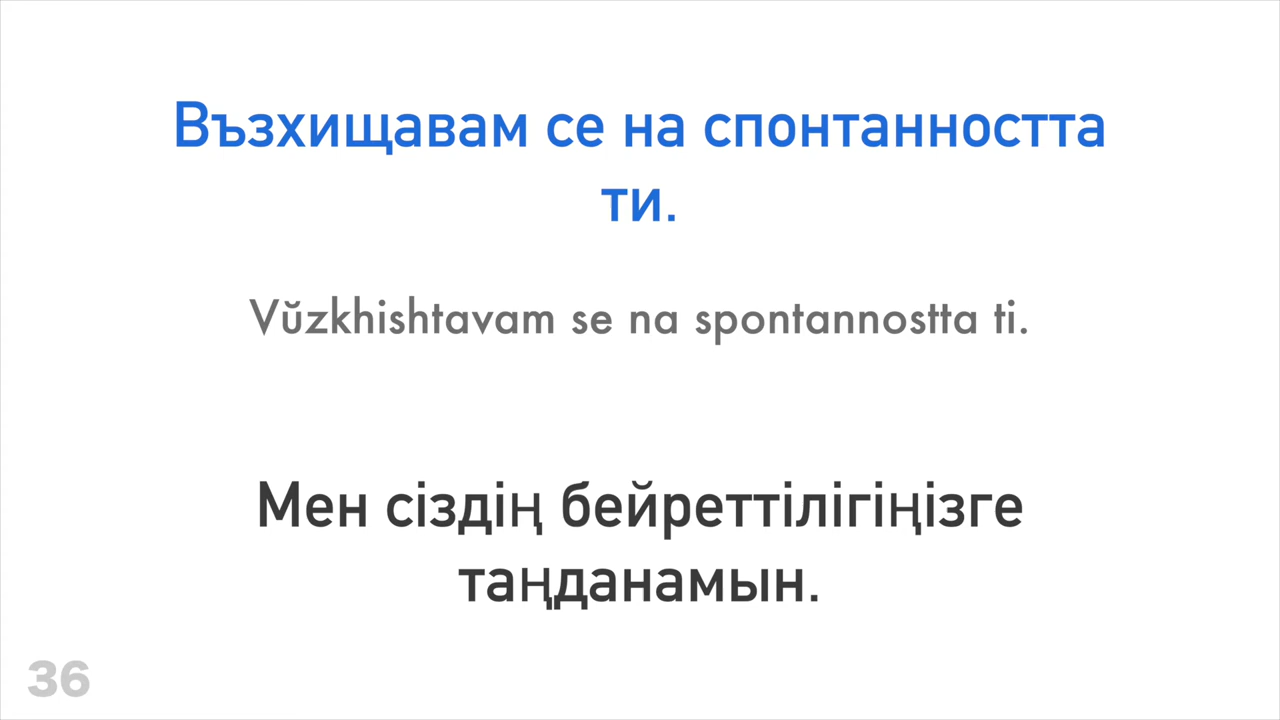 Възхищавам се на спонтанността
ти.
Vŭzkhishtavam se na spontannostta ti.
Мен сіздің бейреттілігіңізге
таңданамын.
36